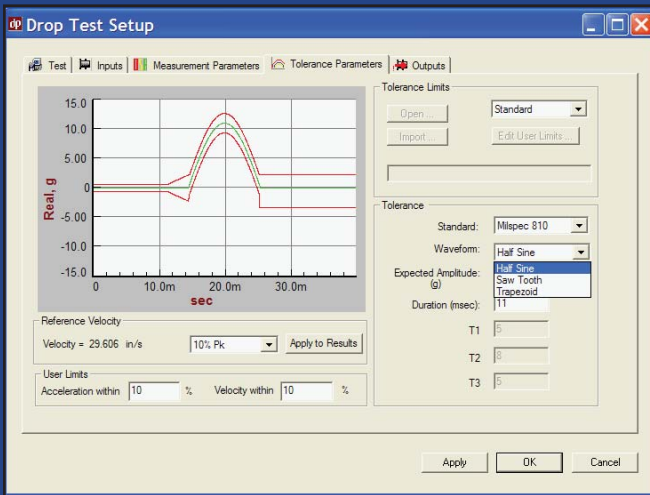 dp Drop Test Setup
Test Inputs Measurement Parameters Tolerance Parameters Outputs
15.0
10.0
5.00
0
-5.00
-10.0
-15.0
Real, g
0 10.0m 20.0m 30.0m
sec
Reference Velocity
Velocity = 29.606 in/s 10% Pk Apply to Results
User Limits
Acceleration within 10 % Velocity within 10 %
Tolerance Limits
Open ... Standard
Import ... Edit User Limits ...
Tolerance
Standard: Milspec 810
Waveform: Half Sine
Half Sine
Saw Tooth
Trapezoid
Expected Amplitude:
(g)
Duration (msec): 11
T1 5
T2 8
T3 5
Apply OK Cancel